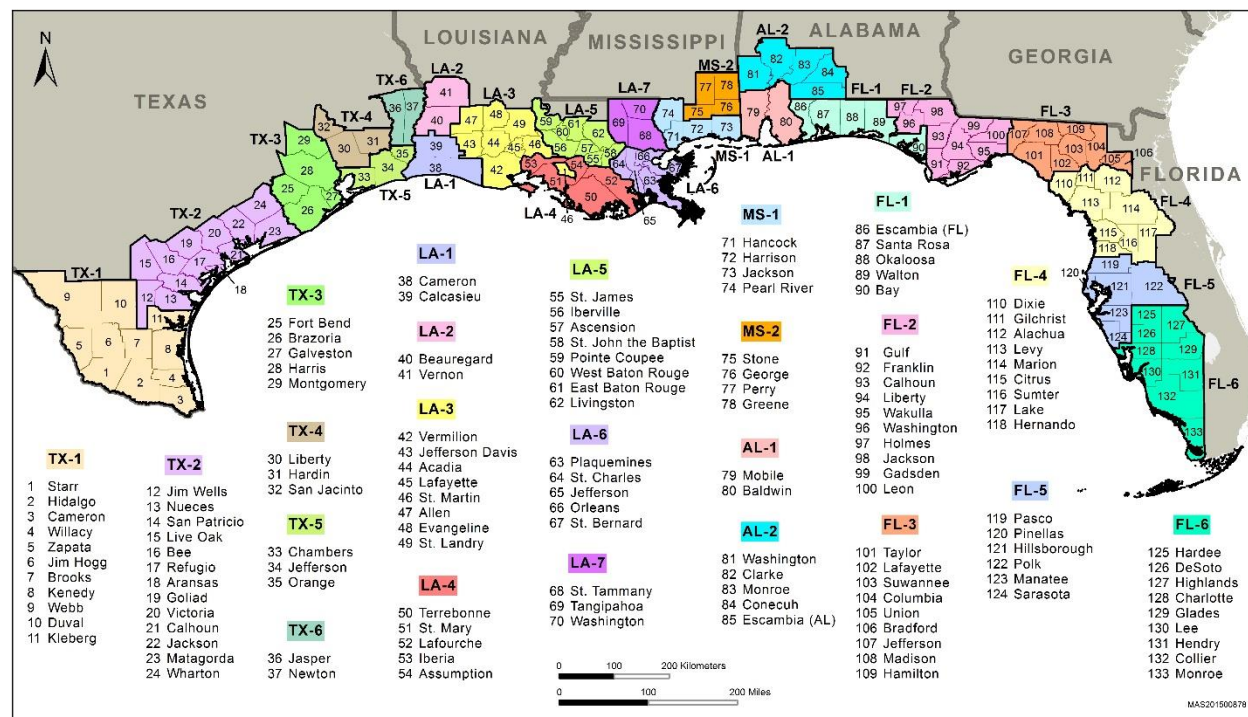 N
TEXAS
LOUISIANA
MISSISSIPPI
ALABAMA
GEORGIA
FLORIDA
TX-1
TX-2
TX-3
TX-4
TX-5
TX-6
LA-1
LA-2
LA-3
LA-4
LA-5
LA-6
LA-7
MS-1
MS-2
AL-1
AL-2
FL-1
FL-2
FL-3
FL-4
FL-5
FL-6
TX-1
1 Starr
2 Hidalgo
3 Cameron
4 Willacy
5 Zapata
6 Jim Hogg
7 Brooks
8 Kenedy
9 Webb
10 Duval
11 Kleberg
TX-2
12 Jim Wells
13 Nueces
14 San Patricio
15 Live Oak
16 Bee
17 Refugio
18 Aransas
19 Goliad
20 Victoria
21 Calhoun
22 Jackson
23 Matagorda
24 Wharton
TX-3
25 Fort Bend
26 Brazoria
27 Galveston
28 Harris
29 Montgomery
TX-4
30 Liberty
31 Hardin
32 San Jacinto
TX-5
33 Chambers
34 Jefferson
35 Orange
TX-6
36 Jasper
37 Newton
LA-1
38 Cameron
39 Calcasieu
LA-2
40 Beauregard
41 Vernon
LA-3
42 Vermilion
43 Jefferson Davis
44 Acadia
45 Lafayette
46 St. Martin
47 Allen
48 Evangeline
49 St. Landry
LA-4
50 Terrebonne
51 St. Mary
52 Lafourche
53 Iberia
54 Assumption
LA-5
55 St. James
56 Iberville
57 Ascension
58 St. John the Baptist
59 Pointe Coupee
60 West Baton Rouge
61 East Baton Rouge
62 Livingston
LA-6
63 Plaquemines
64 St. Charles
65 Jefferson
66 Orleans
67 St. Bernard
LA-7
68 St. Tammany
69 Tangipahoa
70 Washington
MS-1
71 Hancock
72 Harrison
73 Jackson
74 Pearl River
MS-2
75 Stone
76 George
77 Perry
78 Greene
AL-1
79 Mobile
80 Baldwin
AL-2
81 Washington
82 Clarke
83 Monroe
84 Conecuh
85 Escambia (AL)
FL-1
86 Escambia (FL)
87 Santa Rosa
88 Okaloosa
89 Walton
90 Bay
FL-2
91 Gulf
92 Franklin
93 Calhoun
94 Liberty
95 Wakulla
96 Washington
97 Holmes
98 Jackson
99 Gadsden
100 Leon
FL-3
101 Taylor
102 Lafayette
103 Suwannee
104 Columbia
105 Union
106 Bradford
107 Jefferson
108 Madison
109 Hamilton
FL-4
110 Dixie
111 Gilchrist
112 Alachua
113 Levy
114 Marion
115 Citrus
116 Sumter
117 Lake
118 Hernando
FL-5
119 Pasco
120 Pinellas
121 Hillsborough
122 Polk
123 Manatee
124 Sarasota
FL-6
125 Hardee
126 DeSoto
127 Highlands
128 Charlotte
129 Glades
130 Lee
131 Hendry
132 Collier
133 Monroe
0 100 200 Kilometers
0 100 200 Miles
MAS201500878